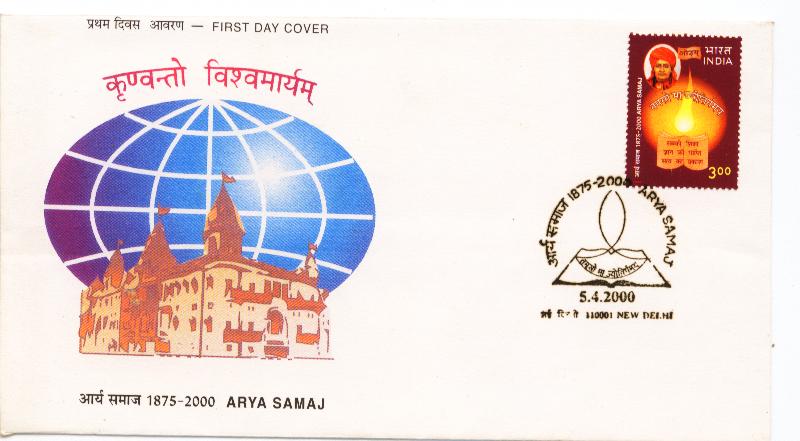 प्रथम दिवस आवरण — FIRST DAY COVER
कृण्वन्तो विश्वमार्यम्
आर्य समाज 1875-2000 ARYA SAMAJ
ओ३म्
भारत
INDIA
आर्य समाज 1875-2000 ARYA SAMAJ
तमसो मा ज्योतिर्गमय
सबकी शिक्षा
3.00
आर्य समाज 1875-2000 ARYA SAMAJ
तमसो मा ज्योतिर्गमय
5.4.2000
110001 NEW DELHI